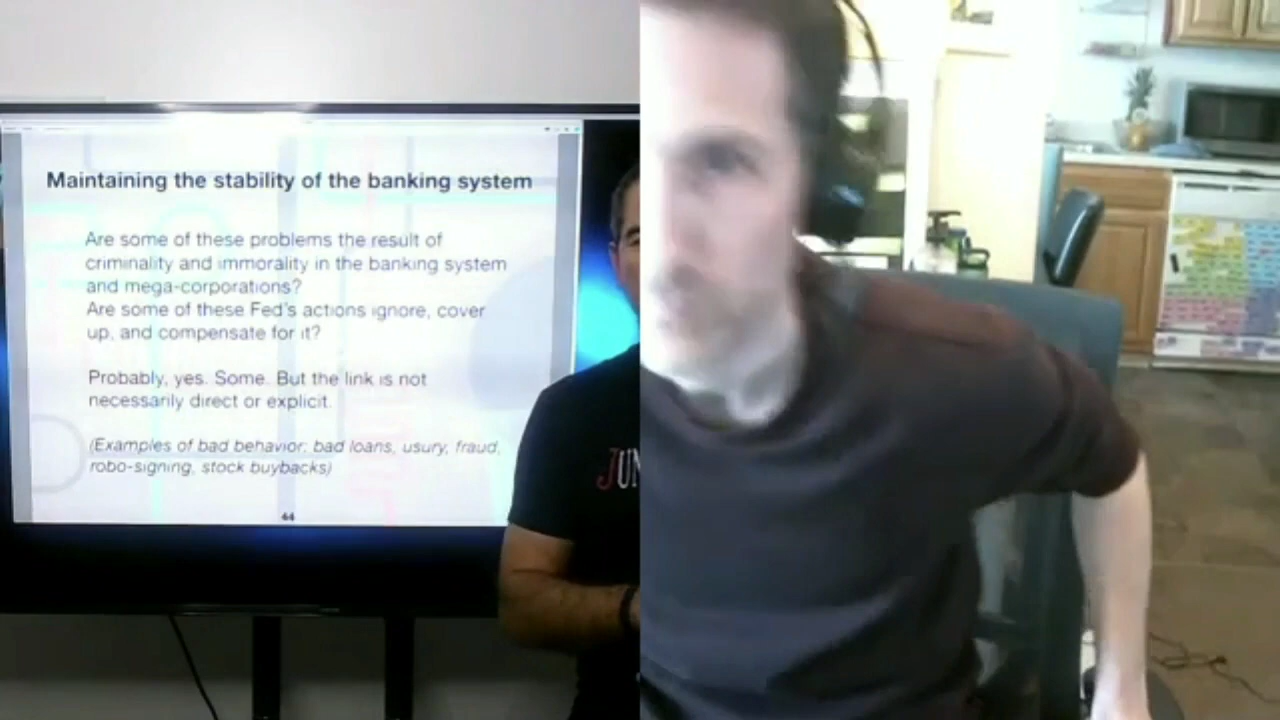 Maintaining the stability of the banking system
Are some of these problems the result of
criminality and immorality in the banking system
and mega-corporations?
Are some of these Fed's actions ignore, cover
up, and compensate for it?
Probably, yes. Some. But the link is not
necessarily direct or explicit.
(Examples of bad behavior: bad loans, usury, fraud,
robo-signing, stock buybacks)
44
JUN